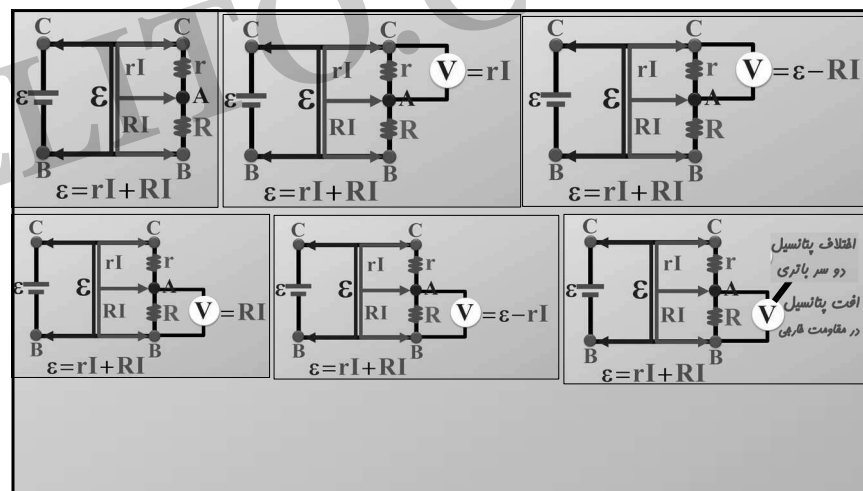 LITO.C
C C
ε ε rI r
RI A
R
B B
ε=rI+RI
C C
ε ε rI r V =rI
RI A
R
B B
ε=rI+RI
C C
ε ε rI r V =ε-RI
RI A
R
B B
ε=rI+RI
C C
ε ε rI r
RI A
R V =RI
B B
ε=rI+RI
C C
ε ε rI r
RI A
R V =ε-rI
B B
ε=rI+RI
C C
ε ε rI r
RI A
R V
B B
ε=rI+RI
اختلاف پتانسیل
دو سر باتری
افت پتانسیل
در مقاومت خارجی